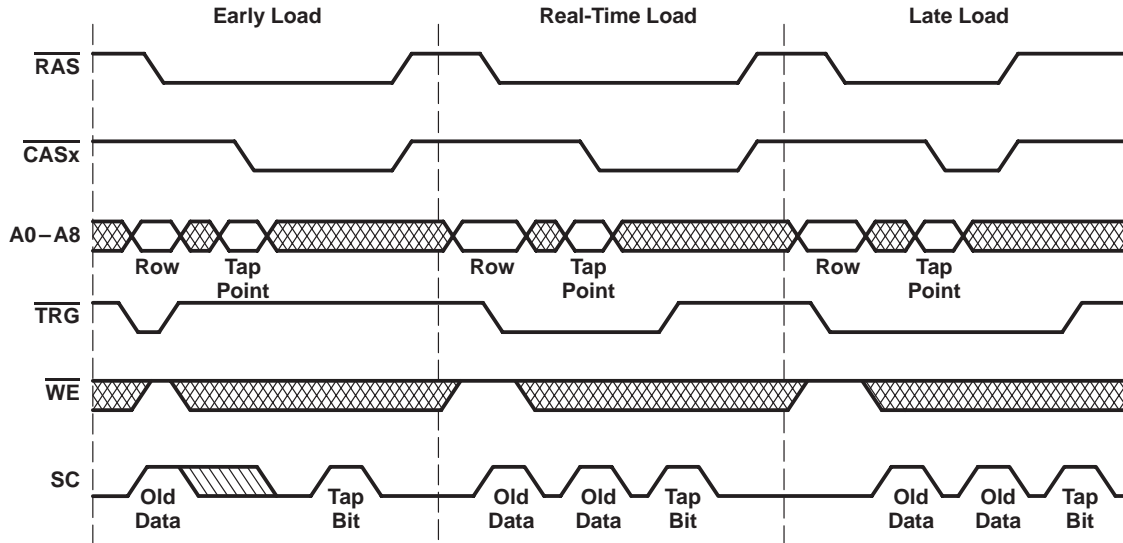 Early Load Real-Time Load Late Load
RAS
CASx
A0–A8
Row Tap Point Row Tap Point Row Tap Point
TRG
WE
SC
Old Data Tap Bit Old Data Old Data Tap Bit Old Data Old Data Tap Bit